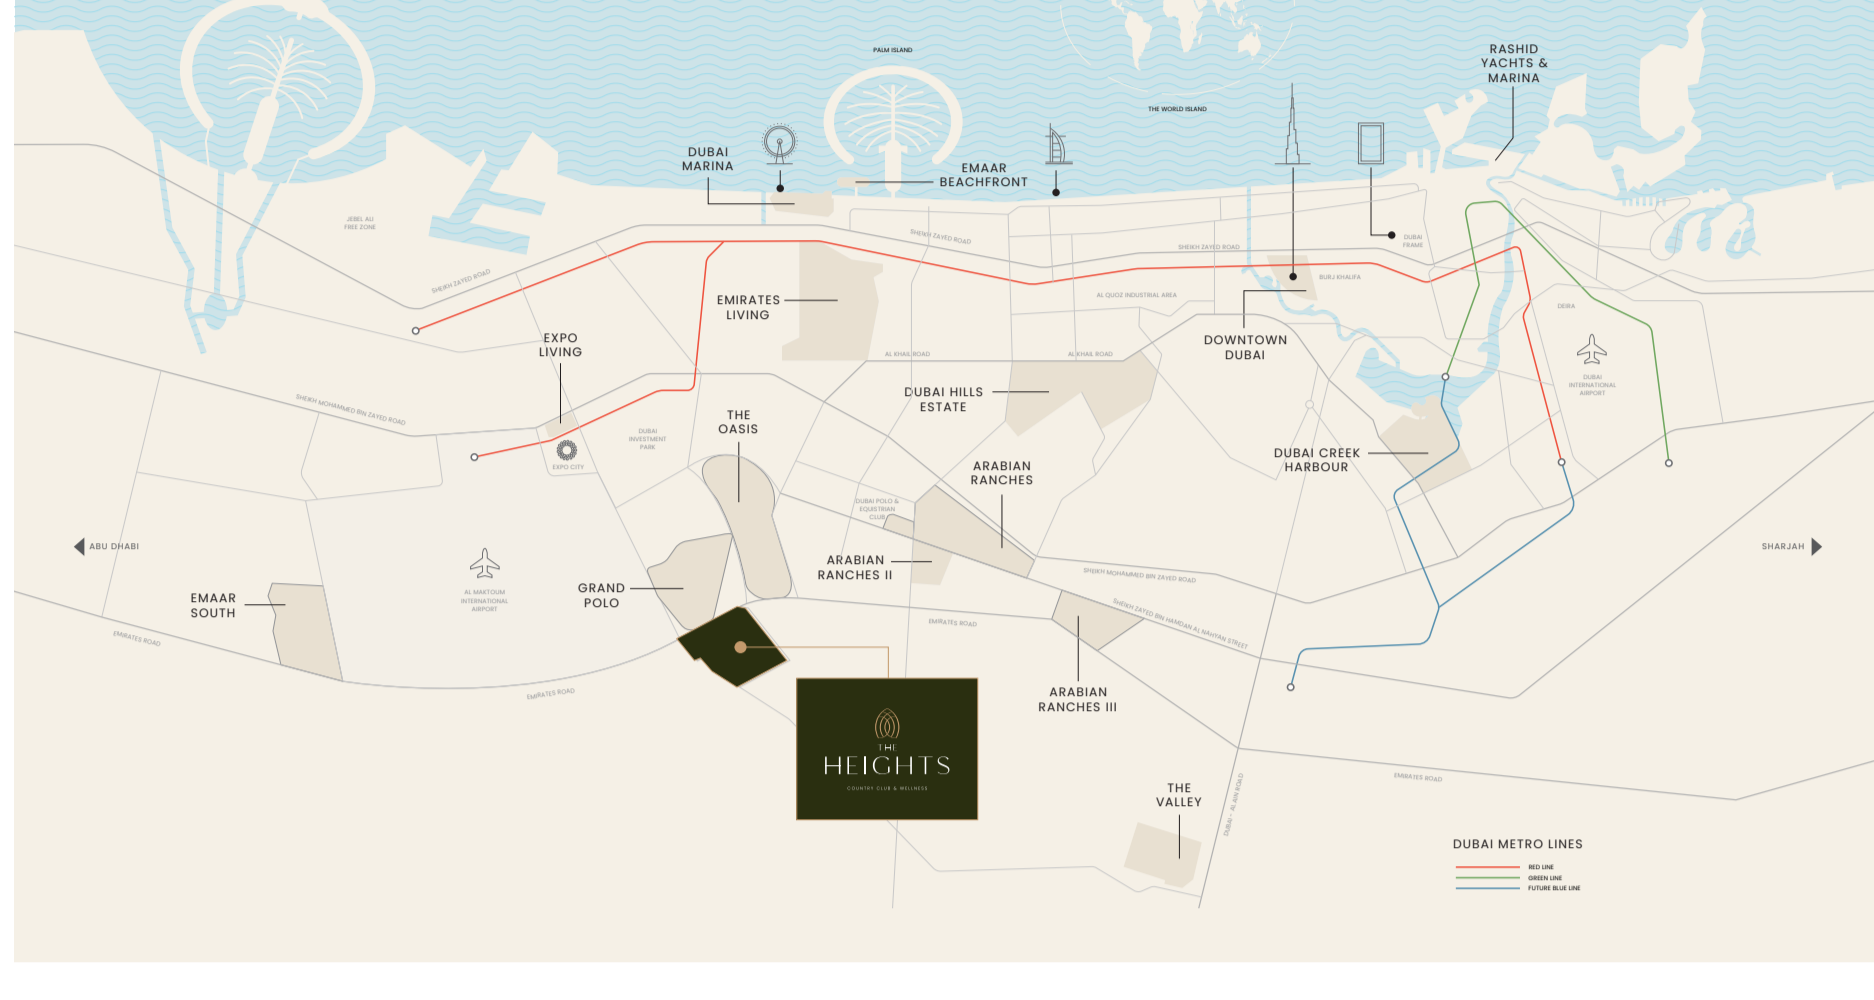 PALM ISLAND
THE WORLD ISLAND
RASHID
YACHTS &
MARINA
DUBAI
MARINA
EMAAR
BEACHFRONT
JEBEL ALI
FREE ZONE
SHEIKH ZAYED ROAD
SHEIKH ZAYED ROAD
SHEIKH ZAYED ROAD
DUBAI
FRAME
BURJ KHALIFA
EMIRATES
LIVING
AL QUOZ INDUSTRIAL AREA
DEIRA
EXPO
LIVING
DOWNTOWN
DUBAI
AL KHAIL ROAD
AL KHAIL ROAD
DUBAI
INTERNATIONAL
AIRPORT
DUBAI HILLS
ESTATE
SHEIKH MOHAMMED BIN ZAYED ROAD
THE
OASIS
DUBAI
INVESTMENT
PARK
EXPO CITY
DUBAI CREEK
HARBOUR
ARABIAN
RANCHES
DUBAI POLO &
EQUESTRIAN
CLUB
ABU DHABI
SHARJAH
ARABIAN
RANCHES II
SHEIKH MOHAMMED BIN ZAYED ROAD
GRAND
POLO
AL MAKTOUM
INTERNATIONAL
AIRPORT
EMAAR
SOUTH
SHEIKH ZAYED BIN HAMDAN AL NAHYAN STREET
EMIRATES ROAD
EMIRATES ROAD
EMIRATES ROAD
ARABIAN
RANCHES III
THE
HEIGHTS
COUNTRY CLUB & WELLNESS
EMIRATES ROAD
THE
VALLEY
DUBAI - AL AIN ROAD
DUBAI METRO LINES
RED LINE
GREEN LINE
FUTURE BLUE LINE